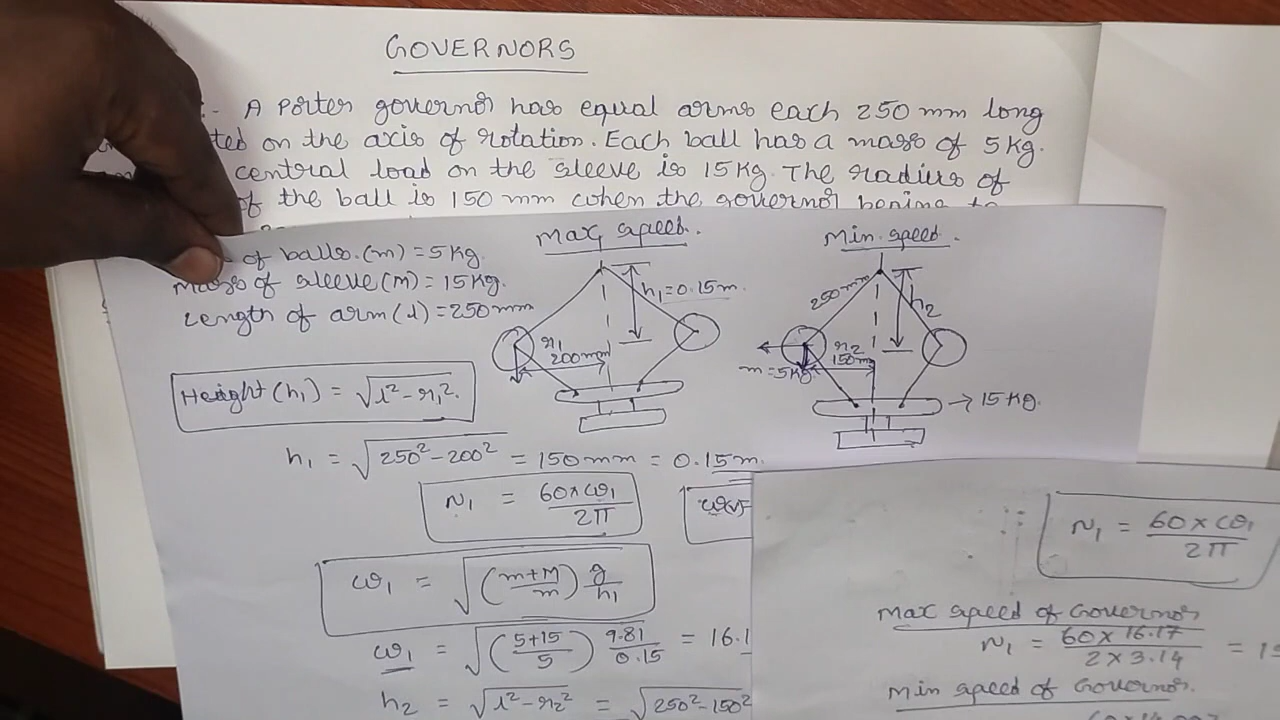 GOVERNORS
:- A Porter governor has equal arms each 250 mm long
ted on the axis of rotation. Each ball has a mass of 5 Kg.
central load on the sleeve is 15 Kg. The radius of
of the ball is 150 mm when the governor
of balls. (m) = 5 Kg.
Mass of sleeve (M) = 15 Kg.
Length of arm (l) = 250 mm
Max. speed.
h₁ = 0.15 m.
r₁
200 mm
Min. speed.
250 mm
h₂
r₂
150 m
m = 5 Kg
→ 15 Kg.
Height (h₁) = √l² - r₁².
h₁ = √250² - 200² = 150 mm = 0.15 m.
N₁ = 60 × ω₁ / 2π
ω₁ = √((m+M)/m) g/h₁
ω₁ = √((5+15)/5) 9.81/0.15 = 16.1
h₂ = √l² - r₂² = √250² - 150²
N₁ = 60 × ω₁ / 2π
Max speed of Governor
N₁ = 60 × 16.17 / 2 × 3.14 = 15
Min speed of Governor.